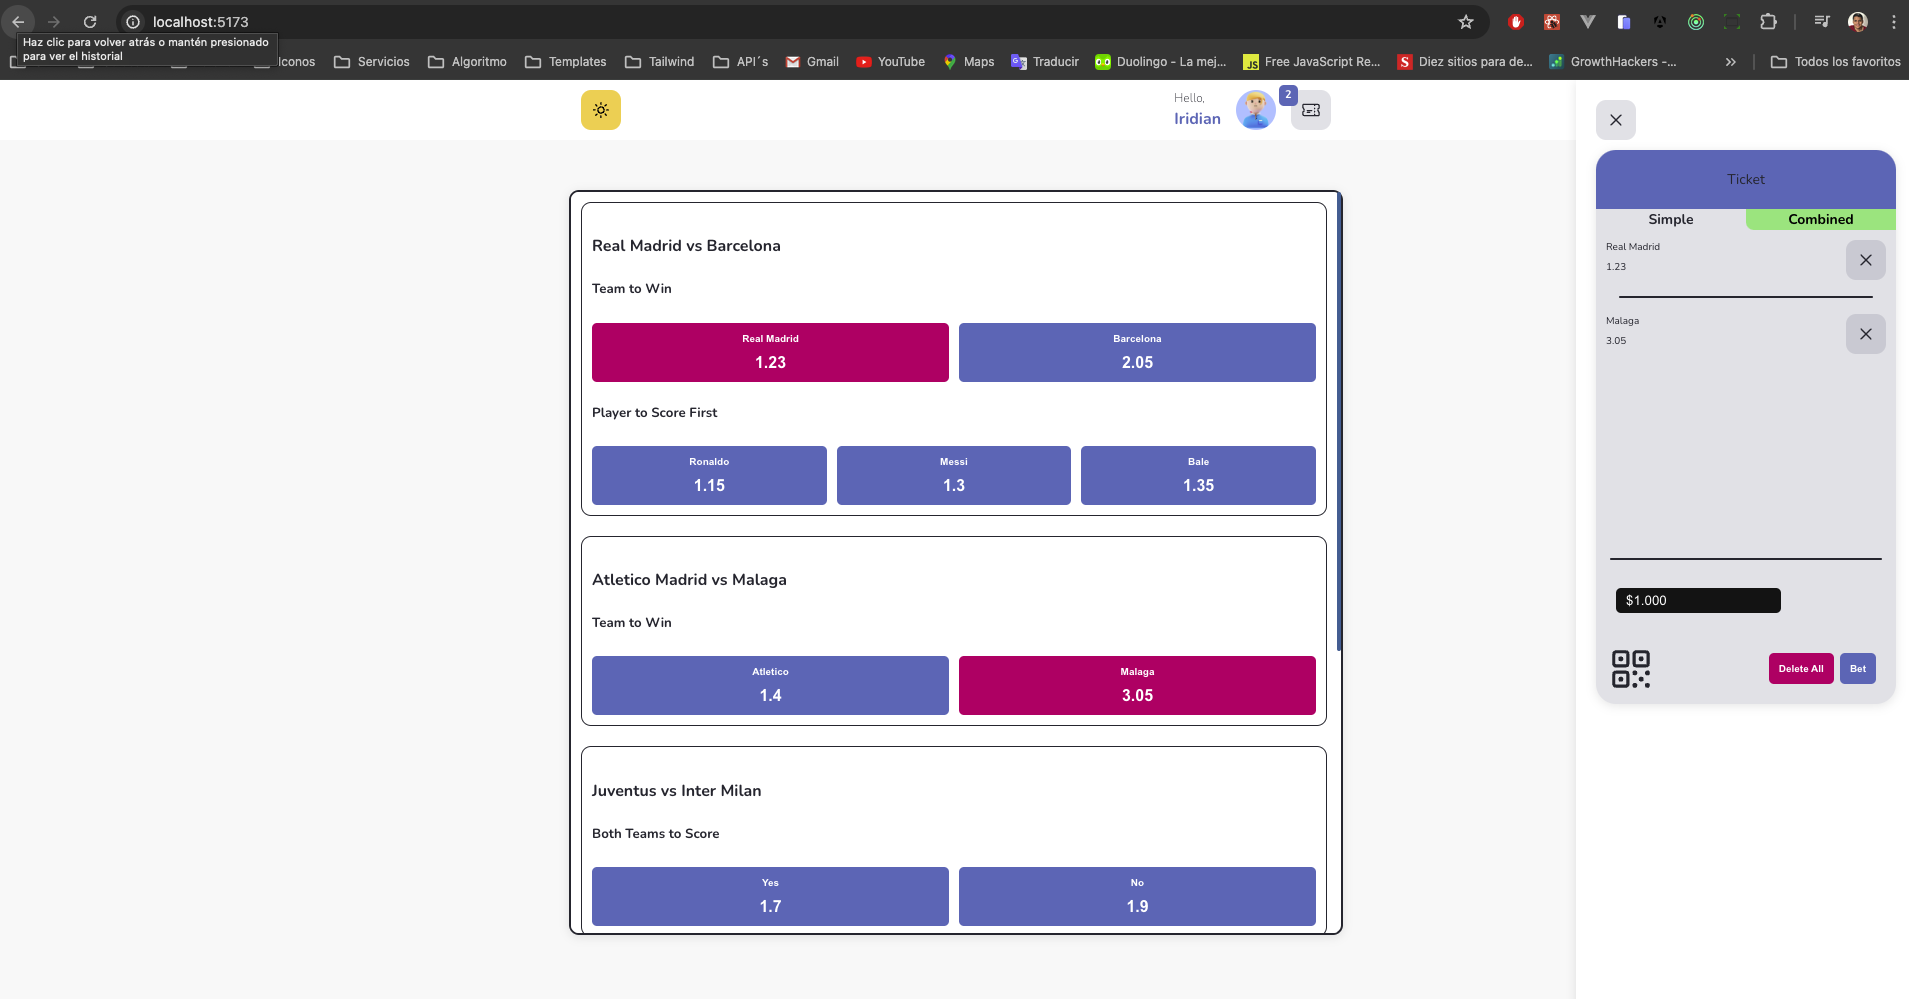 localhost:5173
Haz clic para volver atrás o mantén presionado
para ver el historial
Iconos
Servicios
Algoritmo
Templates
Tailwind
API´s
Gmail
YouTube
Maps
Traducir
Duolingo - La mej...
Free JavaScript Re...
Diez sitios para de...
GrowthHackers -...
Todos los favoritos
Hello,
Iridian
2
Real Madrid vs Barcelona
Team to Win
Real Madrid
1.23
Barcelona
2.05
Player to Score First
Ronaldo
1.15
Messi
1.3
Bale
1.35
Atletico Madrid vs Malaga
Team to Win
Atletico
1.4
Malaga
3.05
Juventus vs Inter Milan
Both Teams to Score
Yes
1.7
No
1.9
Ticket
Simple
Combined
Real Madrid
1.23
Malaga
3.05
$1.000
Delete All
Bet